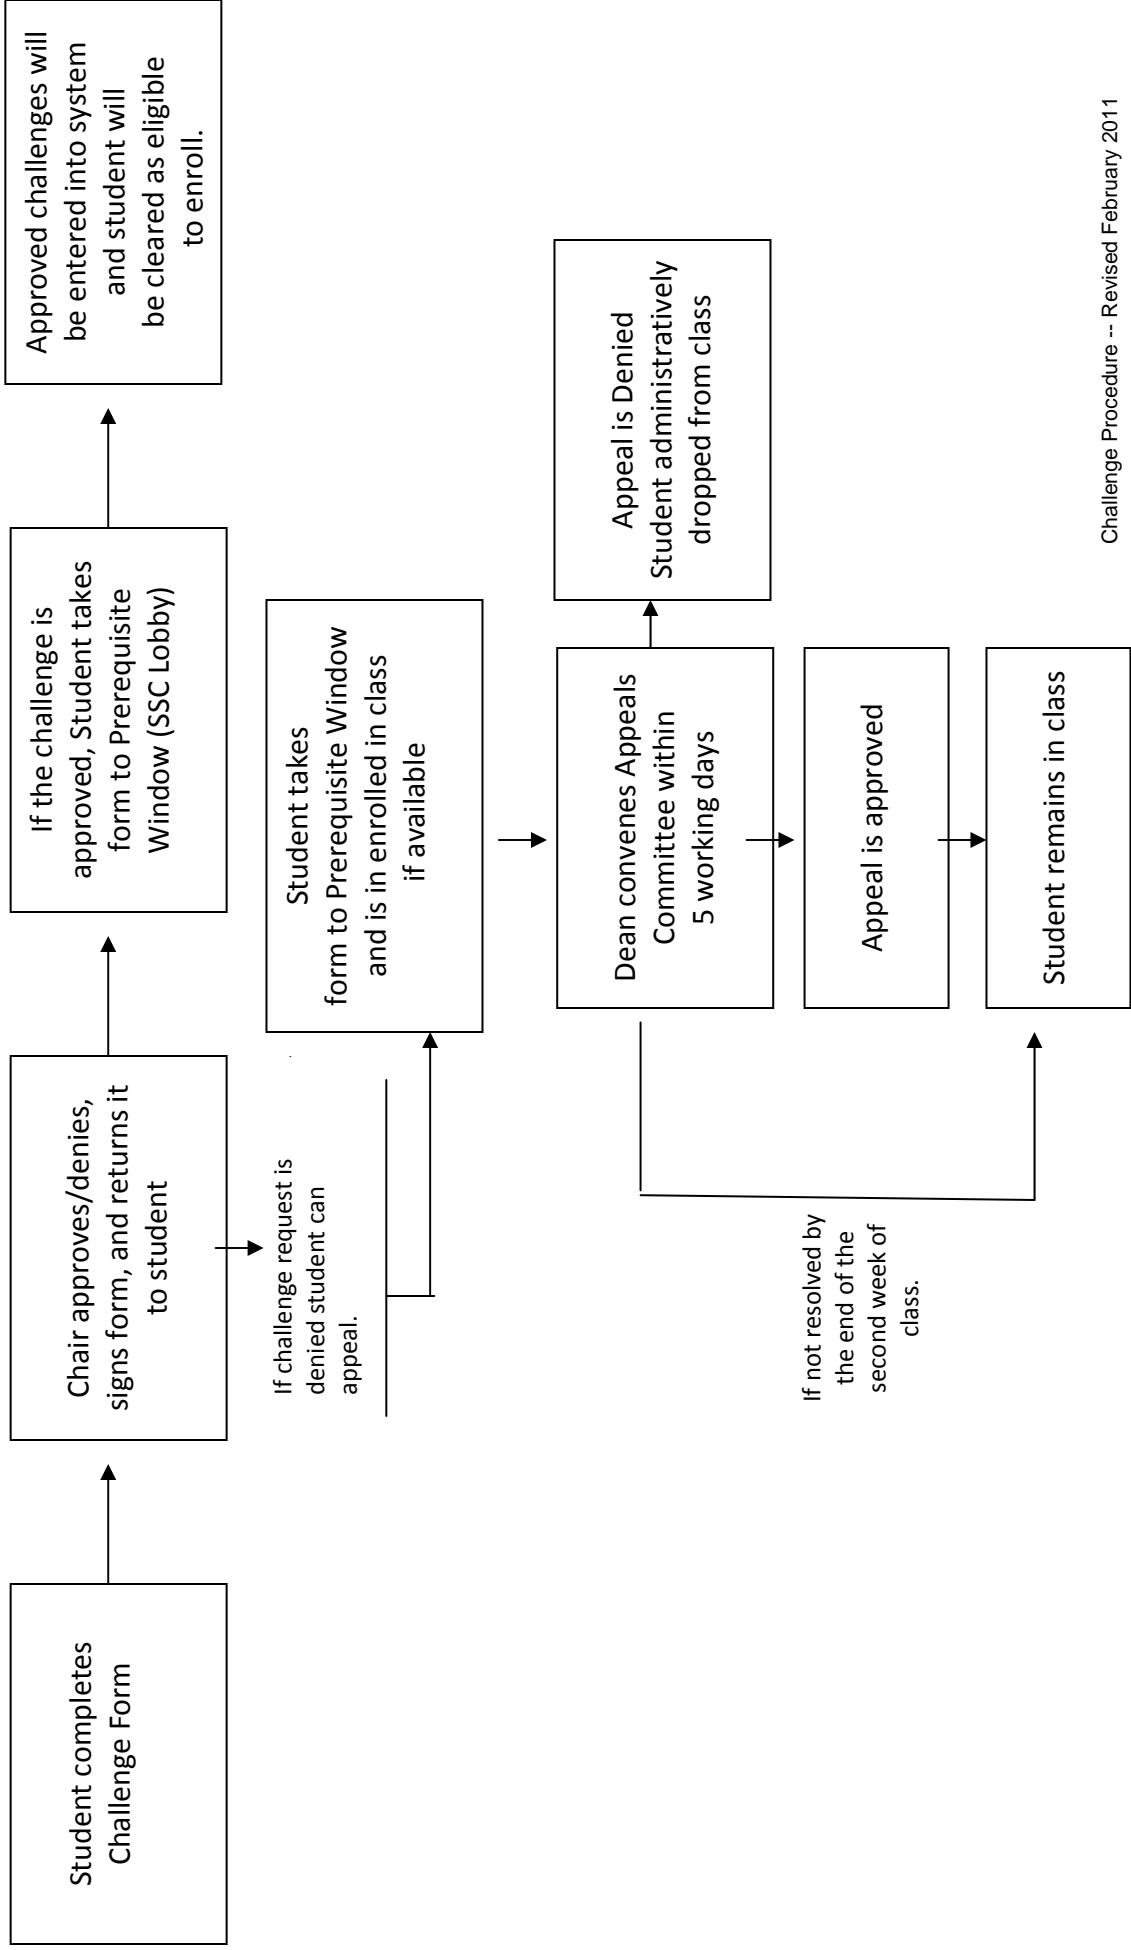 Student completes
Challenge Form
Chair approves/denies,
signs form, and returns it
to student
If the challenge is
approved, Student takes
form to Prerequisite
Window (SSC Lobby)
Approved challenges will
be entered into system
and student will
be cleared as eligible
to enroll.
If challenge request is
denied student can
appeal.
Student takes
form to Prerequisite Window
and is in enrolled in class
if available
Dean convenes Appeals
Committee within
5 working days
Appeal is Denied
Student administratively
dropped from class
Appeal is approved
If not resolved by
the end of the
second week of
class.
Student remains in class
Challenge Procedure -- Revised February 2011